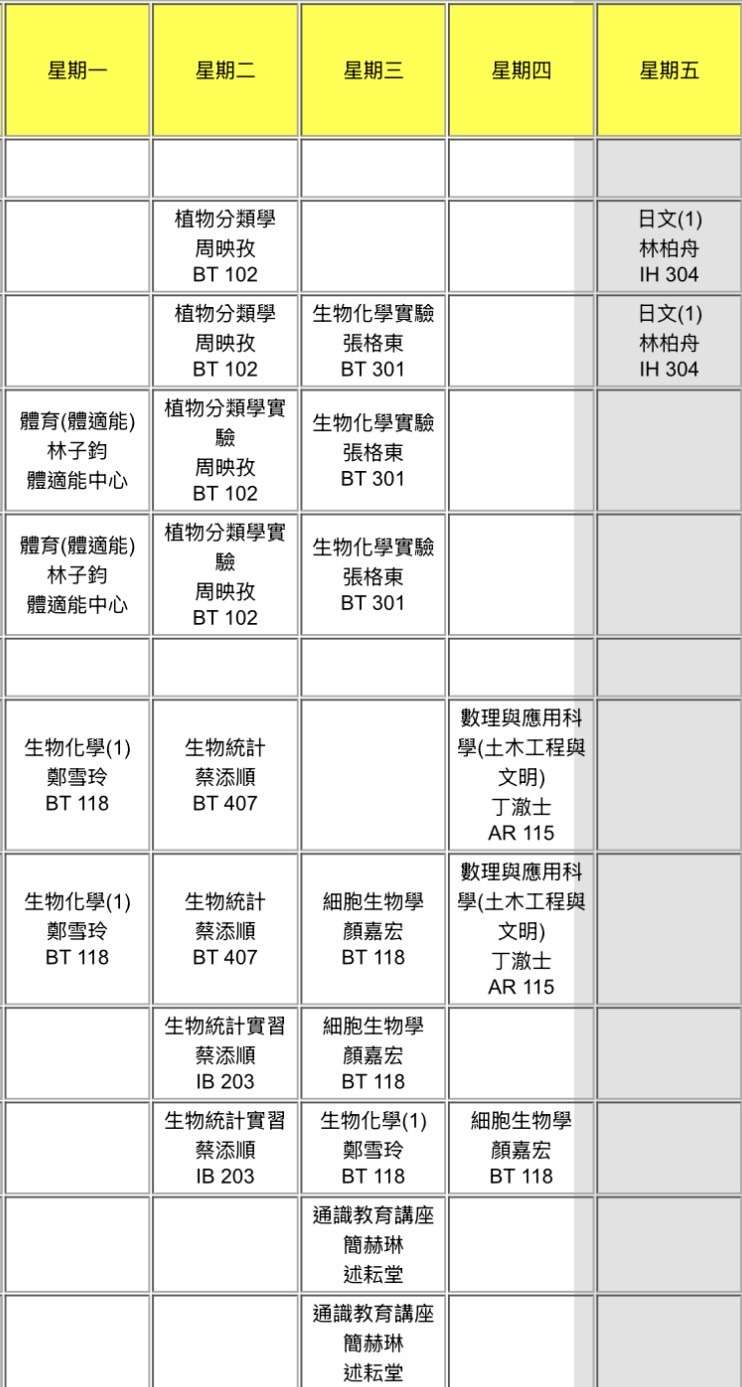 星期一
星期二
星期三
星期四
星期五
植物分類學
周映孜
BT 102
日文(1)
林柏舟
IH 304
植物分類學
周映孜
BT 102
生物化學實驗
張格東
BT 301
日文(1)
林柏舟
IH 304
體育(體適能)
林子鈞
體適能中心
植物分類學實
驗
周映孜
BT 102
生物化學實驗
張格東
BT 301
體育(體適能)
林子鈞
體適能中心
植物分類學實
驗
周映孜
BT 102
生物化學實驗
張格東
BT 301
生物化學(1)
鄭雪玲
BT 118
生物統計
蔡添順
BT 407
數理與應用科
學(土木工程與
文明)
丁澈士
AR 115
生物化學(1)
鄭雪玲
BT 118
生物統計
蔡添順
BT 407
細胞生物學
顏嘉宏
BT 118
數理與應用科
學(土木工程與
文明)
丁澈士
AR 115
生物統計實習
蔡添順
IB 203
細胞生物學
顏嘉宏
BT 118
生物統計實習
蔡添順
IB 203
生物化學(1)
鄭雪玲
BT 118
細胞生物學
顏嘉宏
BT 118
通識教育講座
簡赫琳
述耘堂
通識教育講座
簡赫琳
述耘堂